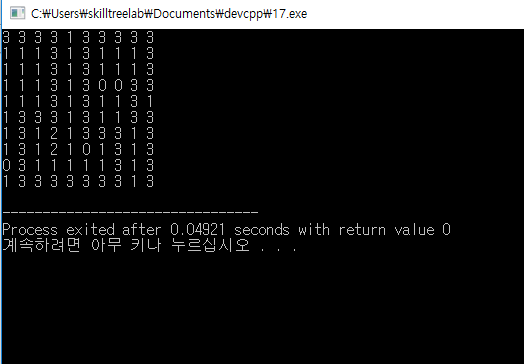 C:₩Users₩skilltreelab₩Documents₩devcpp₩17.exe
3 3 3 3 1 3 3 3 3 3
1 1 1 3 1 3 1 1 1 3
1 1 1 3 1 3 1 1 1 3
1 1 1 3 1 3 0 0 3 3
1 1 1 3 1 3 1 1 3 1
1 3 3 3 1 3 1 1 3 3
1 3 1 2 1 3 3 3 1 3
1 3 1 2 1 0 1 3 1 3
0 3 1 1 1 1 1 3 1 3
1 3 3 3 3 3 3 3 1 3
--------------------------------
Process exited after 0.04921 seconds with return value 0
계속하려면 아무 키나 누르십시오 . . .